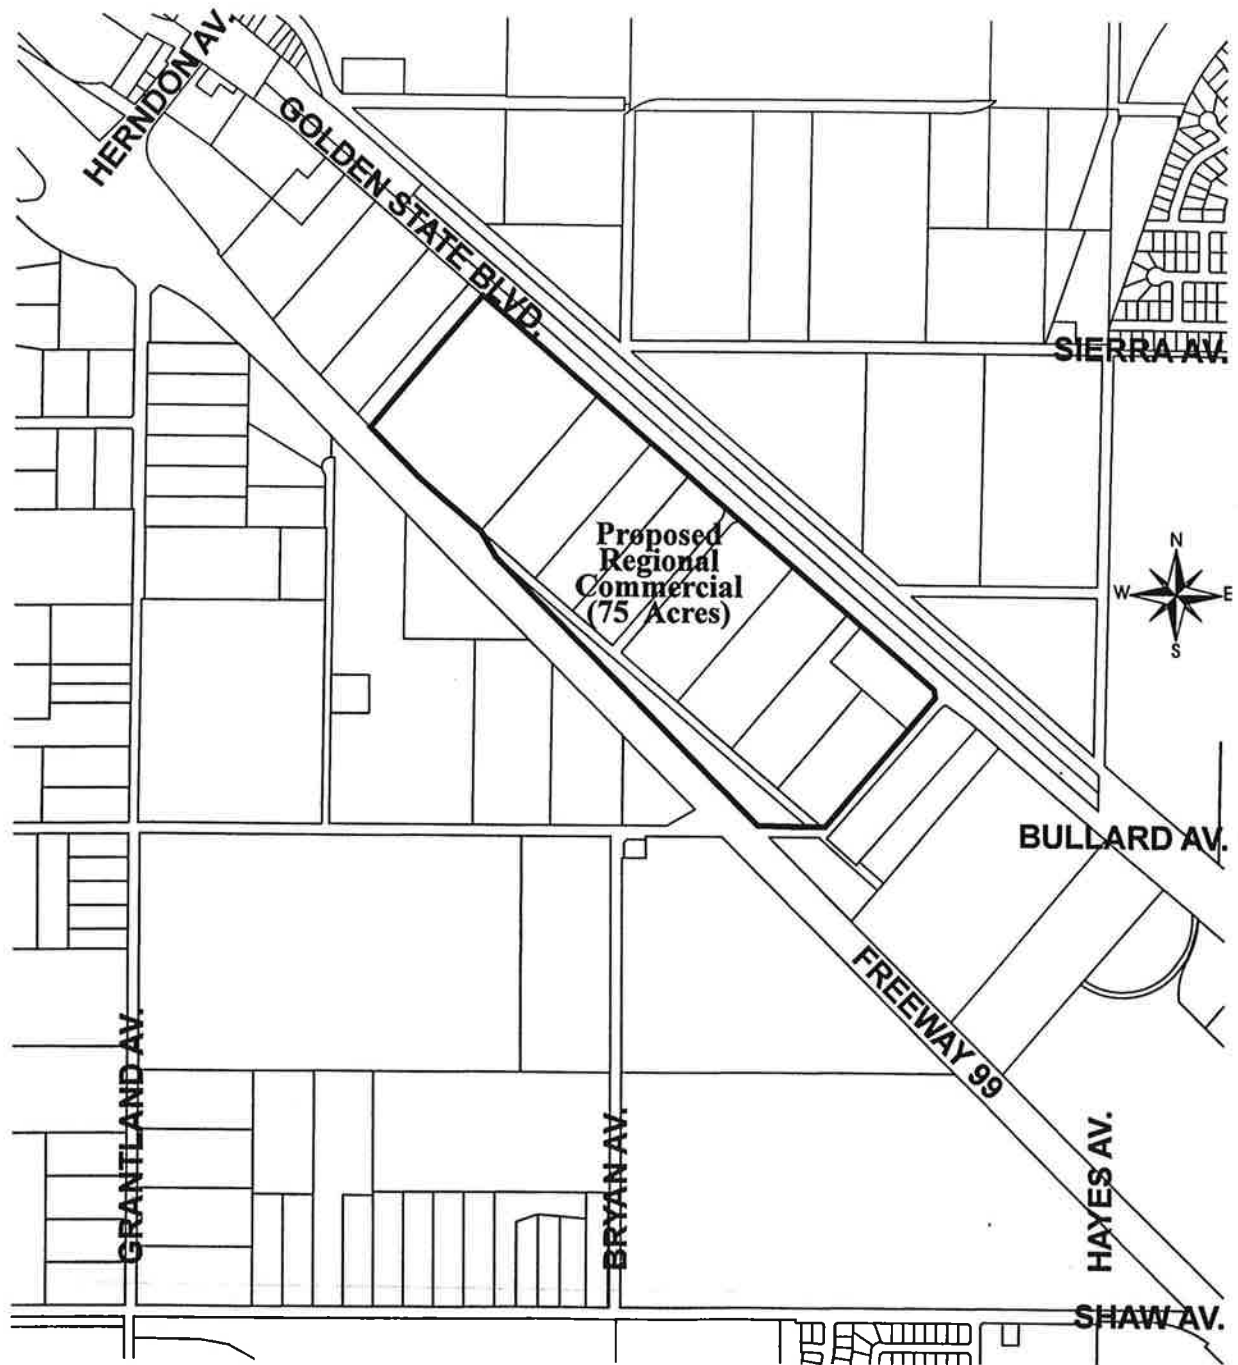 HERNDON AV.
GOLDEN STATE BLVD.
SIERRA AV.
Proposed
Regional
Commercial
(75 Acres)
N
W E
S
BULLARD AV.
FREEWAY 99
GRANTLAND AV.
BRYAN AV.
HAYES AV.
SHAW AV.